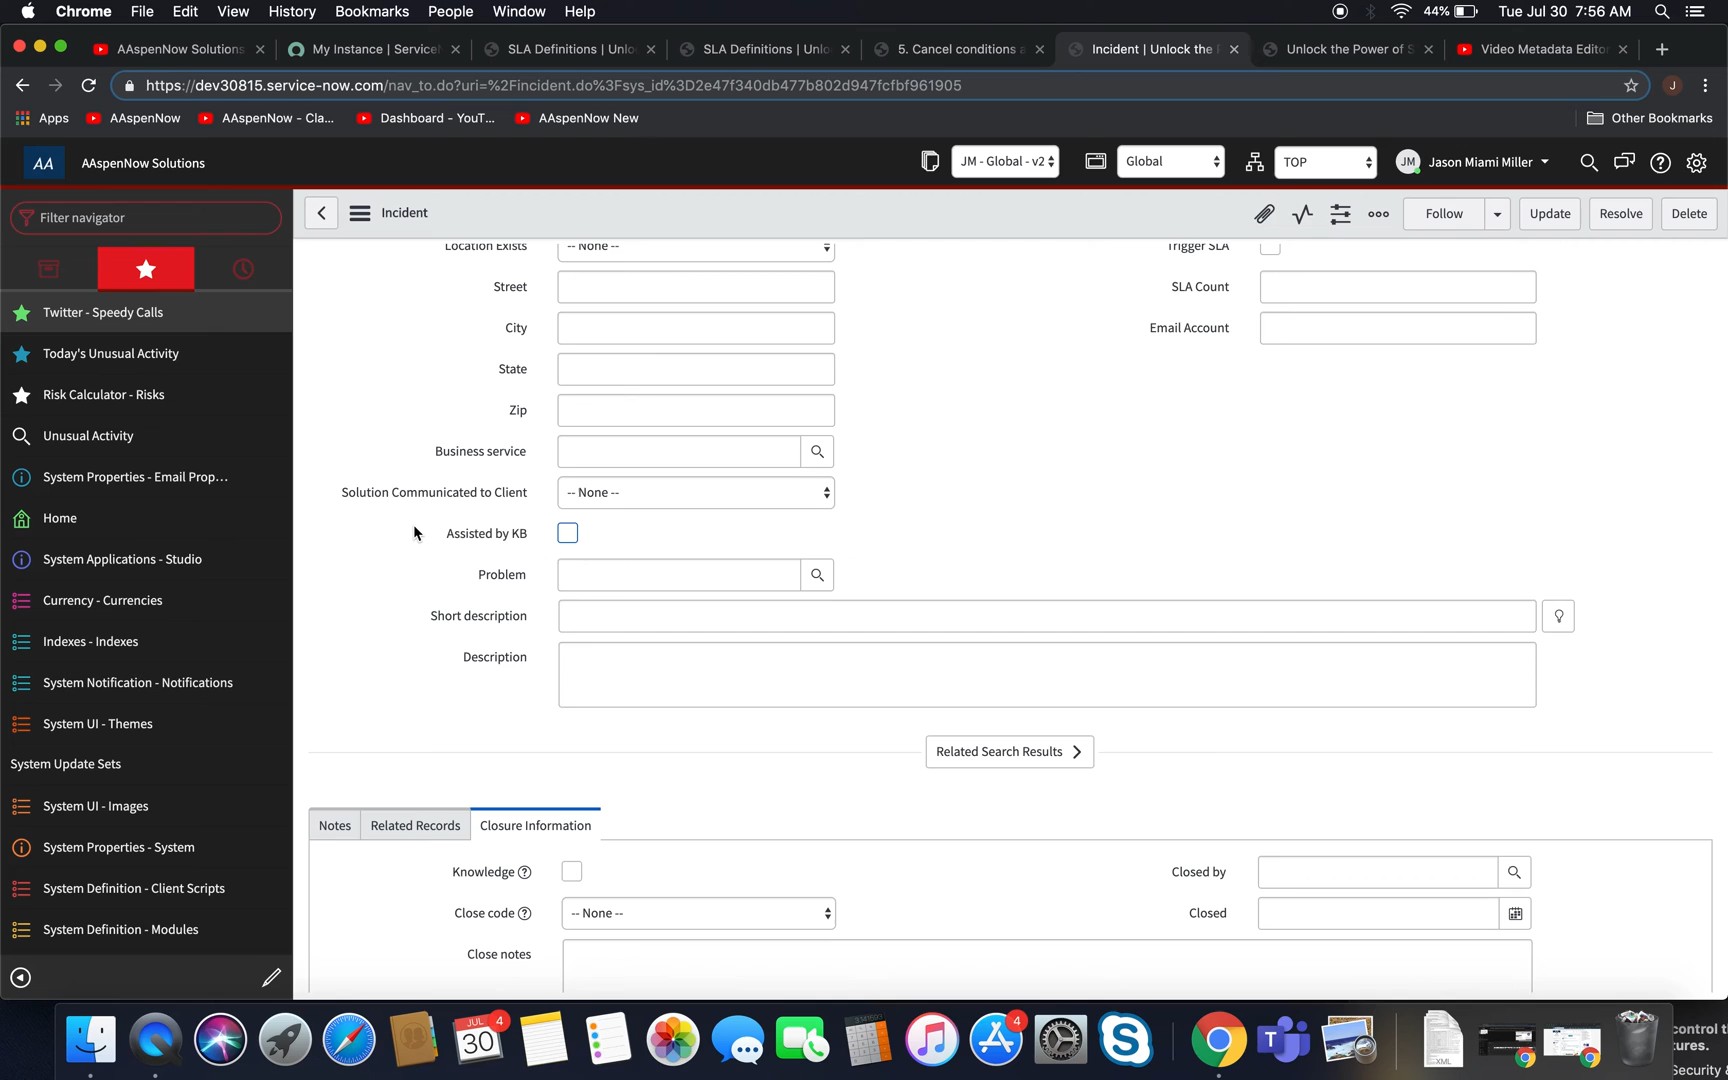 Chrome File Edit View History Bookmarks People Window Help 44% Tue Jul 30 7:56 AM
AAspenNow Solutions My Instance | Service SLA Definitions | Unlo SLA Definitions | Unlo 5. Cancel conditions a Incident | Unlock the Unlock the Power of S Video Metadata Editor
https://dev30815.service-now.com/nav_to.do?uri=%2Fincident.do%3Fsys_id%3D2e47f340db477b802d947fcfbf961905 J
Apps AAspenNow AAspenNow - Cla... Dashboard - YouT... AAspenNow New Other Bookmarks
AA AAspenNow Solutions JM - Global - v2 Global TOP JM Jason Miami Miller
Filter navigator
Incident Follow Update Resolve Delete
Twitter - Speedy Calls
Today's Unusual Activity
Risk Calculator - Risks
Unusual Activity
System Properties - Email Prop...
Home
System Applications - Studio
Currency - Currencies
Indexes - Indexes
System Notification - Notifications
System UI - Themes
System Update Sets
System UI - Images
System Properties - System
System Definition - Client Scripts
System Definition - Modules
Location Exists -- None -- Trigger SLA
Street SLA Count
City Email Account
State
Zip
Business service
Solution Communicated to Client -- None --
Assisted by KB
Problem
Short description
Description
Related Search Results
Notes Related Records Closure Information
Knowledge Closed by
Close code -- None -- Closed
Close notes
JUL 30 4
4
XML
control t
tures.
Security &